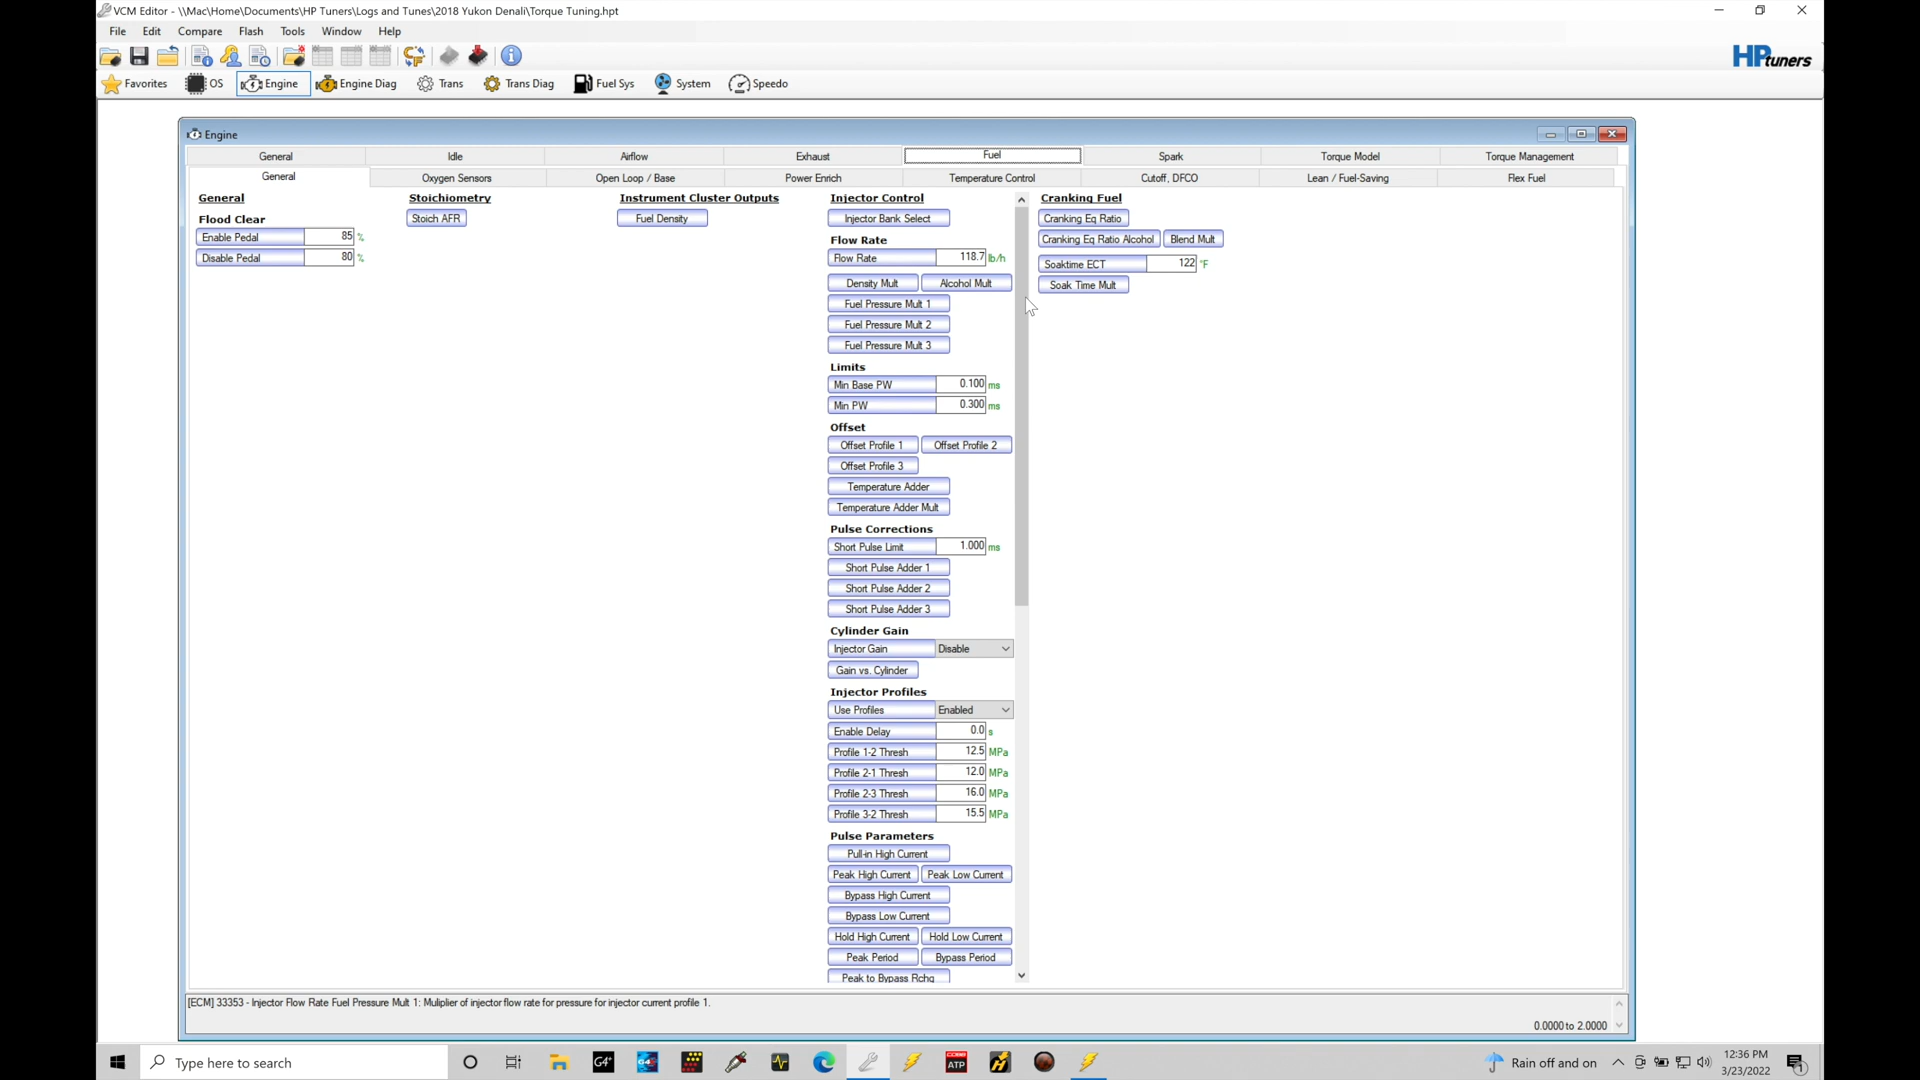 VCM Editor - \\Mac\Home\Documents\HP Tuners\Logs and Tunes\2018 Yukon Denali\Torque Tuning.hpt
File Edit Compare Flash Tools Window Help
HPtuners
Favorites OS Engine Engine Diag Trans Trans Diag Fuel Sys System Speedo
Engine
General Idle Airflow Exhaust Fuel Spark Torque Model Torque Management
General Oxygen Sensors Open Loop / Base Power Enrich Temperature Control Cutoff, DFCO Lean / Fuel-Saving Flex Fuel
General
Flood Clear
Enable Pedal 85 %
Disable Pedal 80 %
Stoichiometry
Stoich AFR
Instrument Cluster Outputs
Fuel Density
Injector Control
Injector Bank Select
Flow Rate
Flow Rate 118.7 lb/h
Density Mult Alcohol Mult
Fuel Pressure Mult 1
Fuel Pressure Mult 2
Fuel Pressure Mult 3
Limits
Min Base PW 0.100 ms
Min PW 0.300 ms
Offset
Offset Profile 1 Offset Profile 2
Offset Profile 3
Temperature Adder
Temperature Adder Mult
Pulse Corrections
Short Pulse Limit 1.000 ms
Short Pulse Adder 1
Short Pulse Adder 2
Short Pulse Adder 3
Cylinder Gain
Injector Gain Disable
Gain vs. Cylinder
Injector Profiles
Use Profiles Enabled
Enable Delay 0.0 s
Profile 1-2 Thresh 12.5 MPa
Profile 2-1 Thresh 12.0 MPa
Profile 2-3 Thresh 16.0 MPa
Profile 3-2 Thresh 15.5 MPa
Pulse Parameters
Pull-in High Current
Peak High Current Peak Low Current
Bypass High Current
Bypass Low Current
Hold High Current Hold Low Current
Peak Period Bypass Period
Peak to Bypass Rchg
Cranking Fuel
Cranking Eq Ratio
Cranking Eq Ratio Alcohol Blend Mult
Soaktime ECT 122 °F
Soak Time Mult
[ECM] 33353 - Injector Flow Rate Fuel Pressure Mult 1: Muliplier of injector flow rate for pressure for injector current profile 1.
0.0000 to 2.0000
Type here to search
G4+
ATP
Rain off and on
12:36 PM
3/23/2022
1